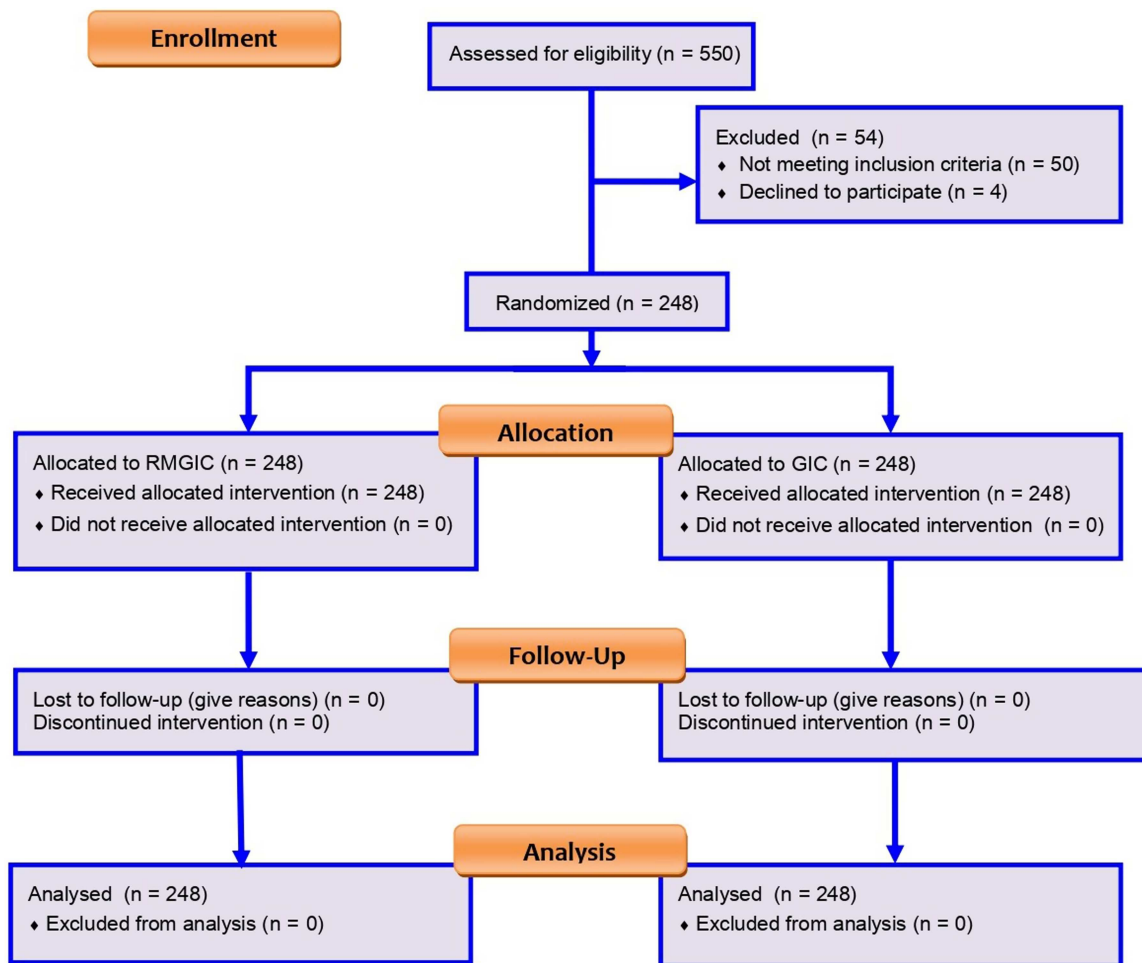 Enrollment
Assessed for eligibility (n = 550)
Excluded (n = 54)
♦ Not meeting inclusion criteria (n = 50)
♦ Declined to participate (n = 4)
Randomized (n = 248)
Allocation
Allocated to RMGIC (n = 248)
♦ Received allocated intervention (n = 248)
♦ Did not receive allocated intervention (n = 0)
Allocated to GIC (n = 248)
♦ Received allocated intervention (n = 248)
♦ Did not receive allocated intervention (n = 0)
Follow-Up
Lost to follow-up (give reasons) (n = 0)
Discontinued intervention (n = 0)
Lost to follow-up (give reasons) (n = 0)
Discontinued intervention (n = 0)
Analysis
Analysed (n = 248)
♦ Excluded from analysis (n = 0)
Analysed (n = 248)
♦ Excluded from analysis (n = 0)